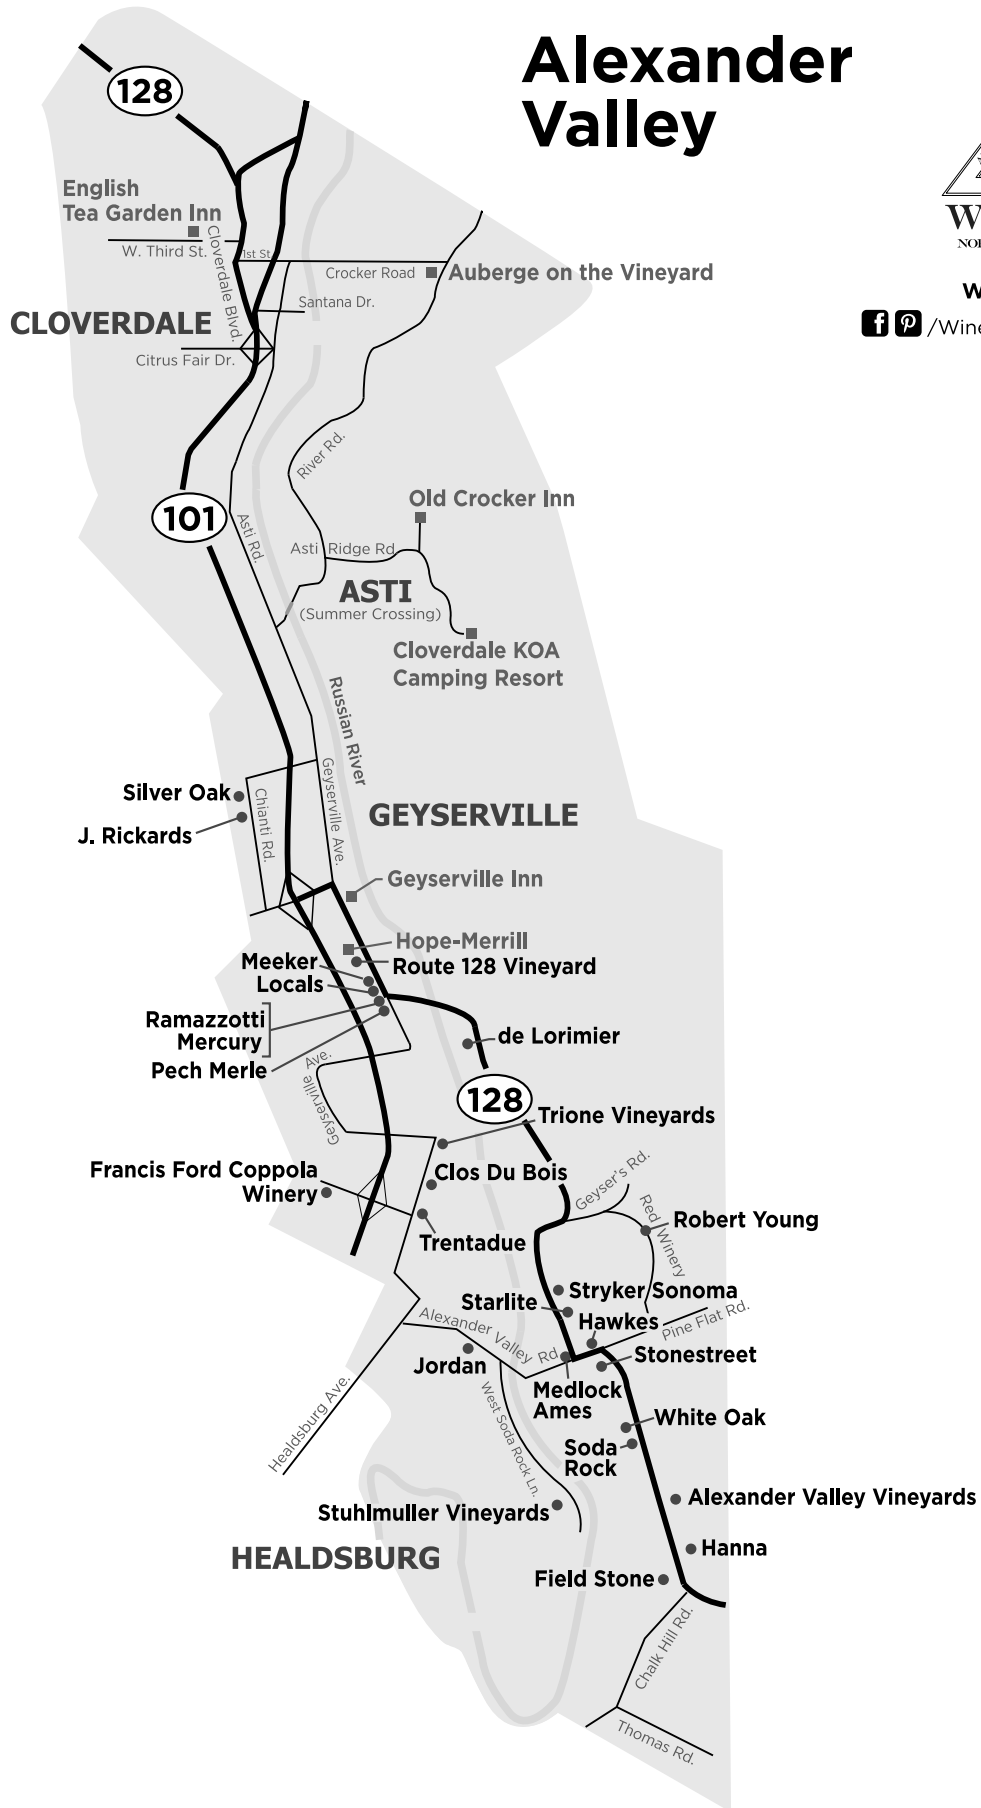 Alexander
Valley
128
English
Tea Garden Inn
W. Third St.
Cloverdale Blvd.
1st St.
Crocker Road
Auberge on the Vineyard
Santana Dr.
CLOVERDALE
Citrus Fair Dr.
/Wine
River Rd.
Old Crocker Inn
101
Asti Rd.
Asti Ridge Rd
ASTI
(Summer Crossing)
Cloverdale KOA
Camping Resort
Russian River
Silver Oak
J. Rickards
Chianti Rd.
Geyserville Ave.
GEYSERVILLE
Geyserville Inn
Hope-Merrill
Route 128 Vineyard
Meeker
Locals
Ramazzotti
Mercury
Pech Merle
de Lorimier
Geyserville Ave.
128
Trione Vineyards
Clos Du Bois
Francis Ford Coppola
Winery
Trentadue
Geyser's Rd.
Red Winery
Robert Young
Stryker Sonoma
Starlite
Hawkes
Pine Flat Rd.
Alexander Valley Rd
Stonestreet
Jordan
Medlock
Ames
White Oak
Soda
Rock
West Soda Rock Ln.
Healdsburg Ave.
Alexander Valley Vineyards
Stuhlmuller Vineyards
Hanna
HEALDSBURG
Field Stone
Chalk Hill Rd.
Thomas Rd.